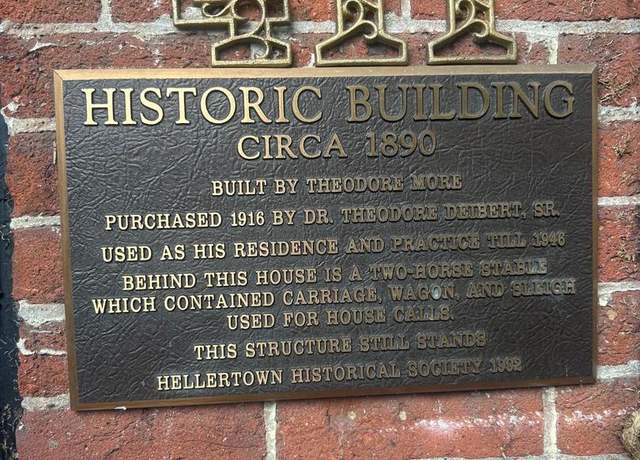 HISTORIC BUILDING
CIRCA 1890
BUILT BY THEODORE MORE
PURCHASED 1916 BY DR. THEODORE DEIBERT, SR.
USED AS HIS RESIDENCE AND PRACTICE TILL 1946
BEHIND THIS HOUSE IS A TWO-HORSE STABLE
WHICH CONTAINED CARRIAGE, WAGON, AND SLEIGH
USED FOR HOUSE CALLS.
THIS STRUCTURE STILL STANDS
HELLERTOWN HISTORICAL SOCIETY